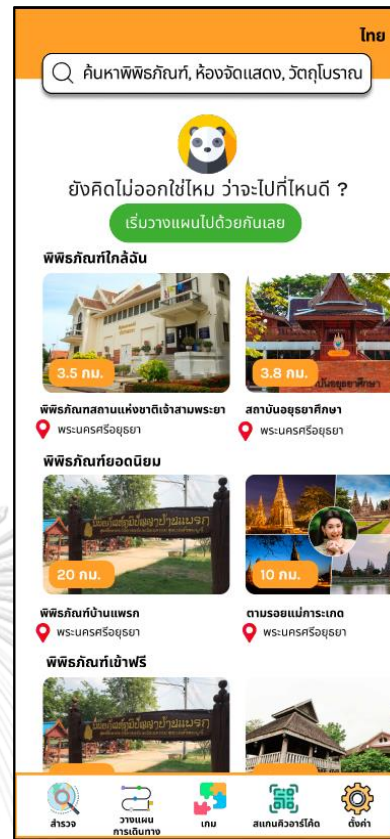 ไทย
ค้นหาพิพิธภัณฑ์, ห้องจัดแสดง, วัตถุโบราณ
ยังคิดไม่ออกใช่ไหม ว่าจะไปที่ไหนดี ?
เริ่มวางแผนไปด้วยกันเลย
พิพิธภัณฑ์ใกล้ฉัน
3.5 กม.
3.8 กม.
พิพิธภัณฑสถานแห่งชาติเจ้าสามพระยา
สถาบันอยุธยาศึกษา
พระนครศรีอยุธยา
พระนครศรีอยุธยา
พิพิธภัณฑ์ยอดนิยม
20 กม.
10 กม.
พิพิธภัณฑ์บ้านแพรก
ตามรอยแม่การะเกด
พระนครศรีอยุธยา
พระนครศรีอยุธยา
พิพิธภัณฑ์เข้าฟรี
สำรวจ
วางแผน
การเดินทาง
เกม
สแกนคิวอาร์โค้ด
ตั้งค่า